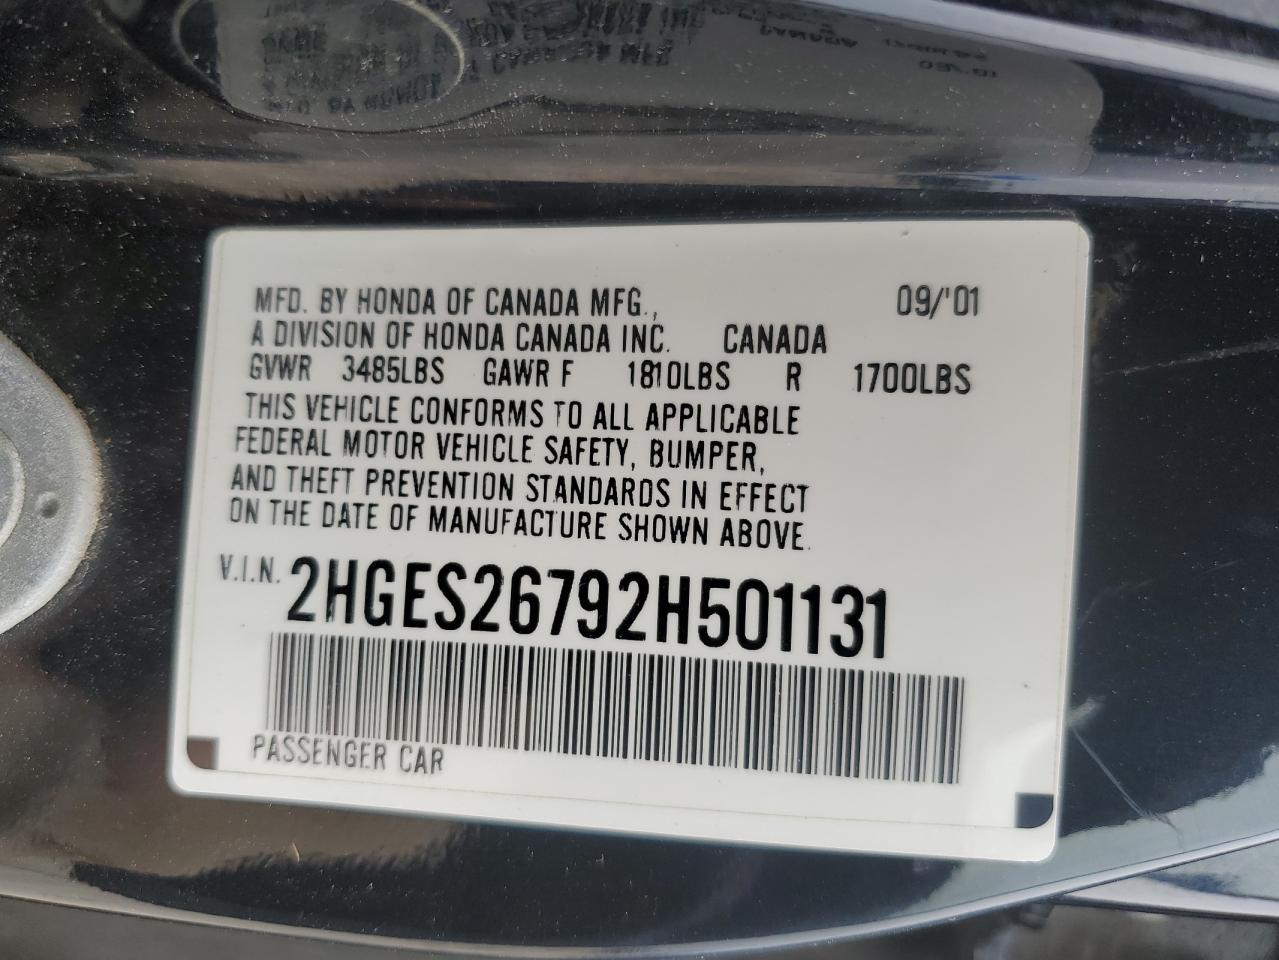 MFD. BY HONDA OF CANADA MFG., 09/'01
A DIVISION OF HONDA CANADA INC. CANADA
GVWR 3485LBS GAWR F 1810LBS R 1700LBS
THIS VEHICLE CONFORMS TO ALL APPLICABLE
FEDERAL MOTOR VEHICLE SAFETY, BUMPER,
AND THEFT PREVENTION STANDARDS IN EFFECT
ON THE DATE OF MANUFACTURE SHOWN ABOVE.
V.I.N. 2HGES26792H501131
PASSENGER CAR